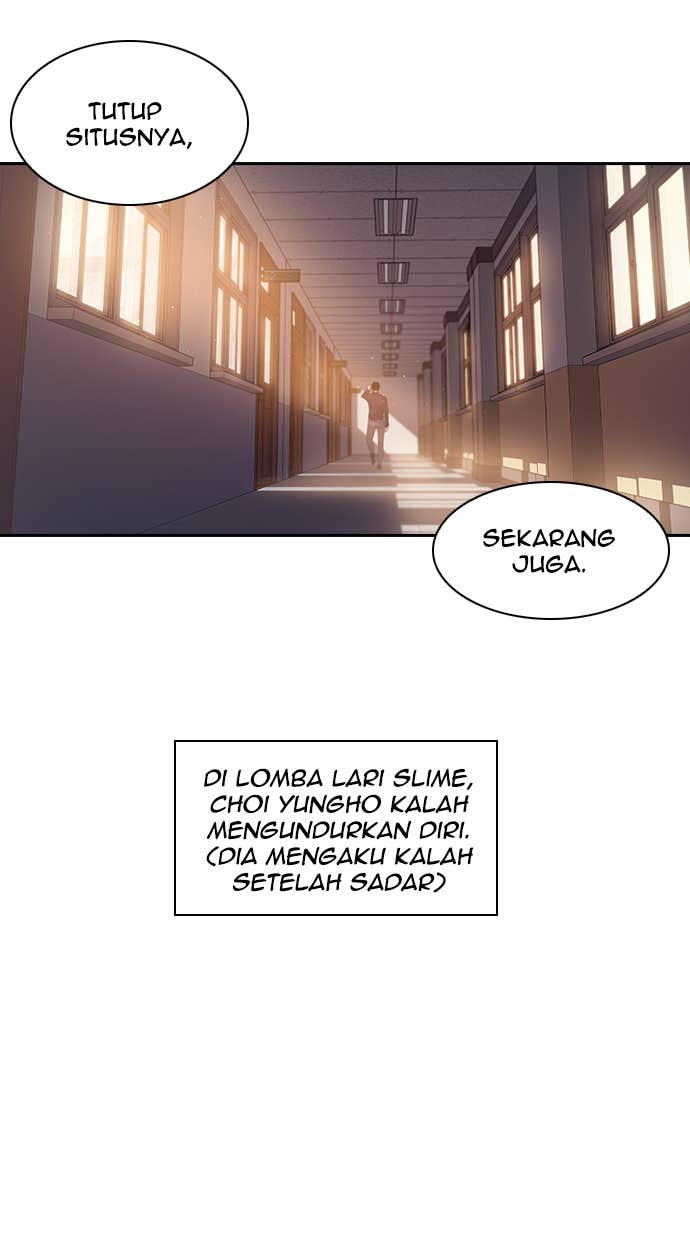 TUTUP
SITUSNYA,
SEKARANG
JUGA.
DI LOMBA LARI SLIME,
CHOI YUNGHO KALAH
MENGUNDURKAN DIRI.
(DIA MENGAKU KALAH
SETELAH SADAR)